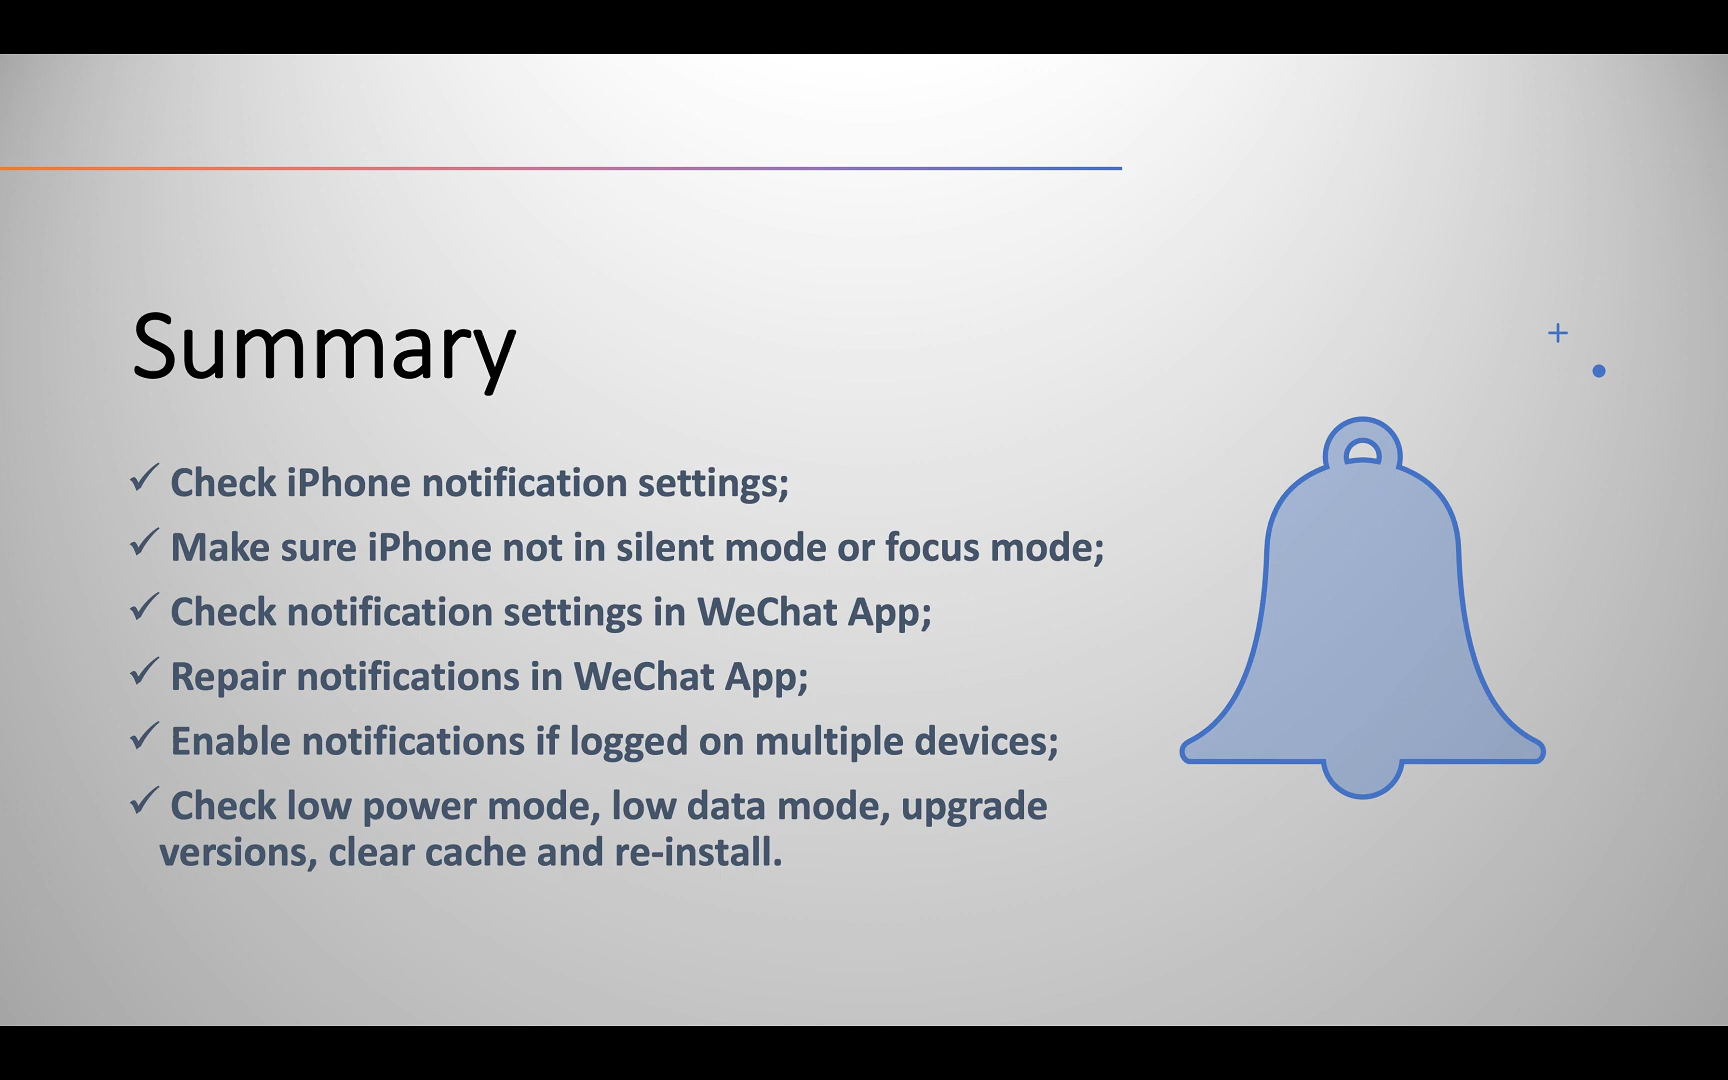 Summary
✓ Check iPhone notification settings;
✓ Make sure iPhone not in silent mode or focus mode;
✓ Check notification settings in WeChat App;
✓ Repair notifications in WeChat App;
✓ Enable notifications if logged on multiple devices;
✓ Check low power mode, low data mode, upgrade
versions, clear cache and re-install.